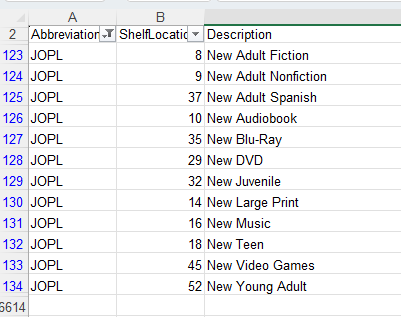 A B
2 Abbreviation ShelfLocatio Description
123 JOPL 8 New Adult Fiction
124 JOPL 9 New Adult Nonfiction
125 JOPL 37 New Adult Spanish
126 JOPL 10 New Audiobook
127 JOPL 35 New Blu-Ray
128 JOPL 29 New DVD
129 JOPL 32 New Juvenile
130 JOPL 14 New Large Print
131 JOPL 16 New Music
132 JOPL 18 New Teen
133 JOPL 45 New Video Games
134 JOPL 52 New Young Adult
6614